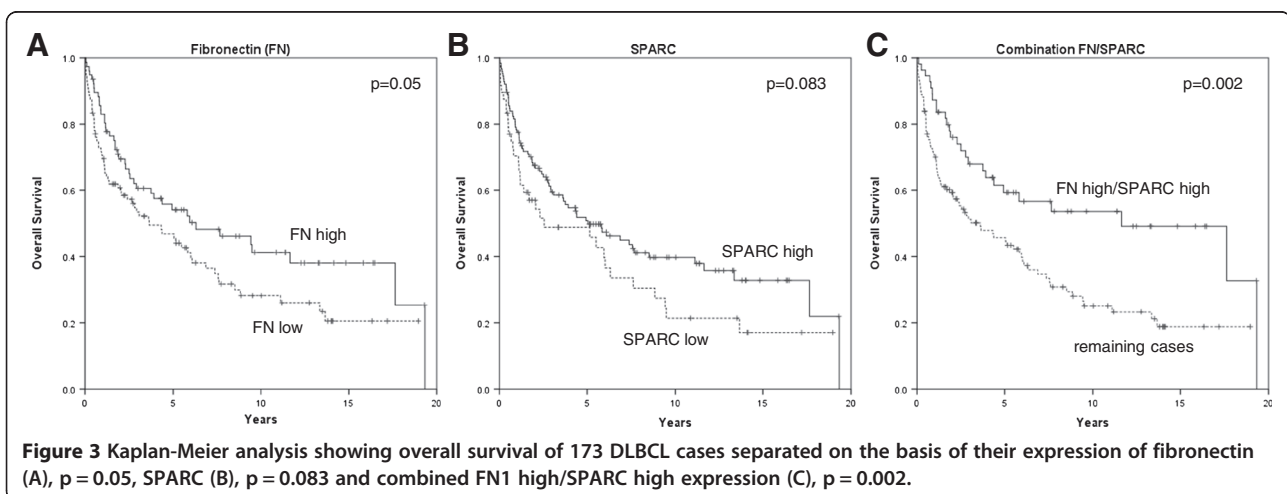 A
Fibronectin (FN)
p=0.05
Overall Survival
1.0
0.8
0.6
0.4
0.2
0.0
FN high
FN low
0 5 10 15 20
Years
B
SPARC
p=0.083
Overall Survival
1.0
0.8
0.6
0.4
0.2
0.0
SPARC high
SPARC low
0 5 10 15 20
Years
C
Combination FN/SPARC
p=0.002
Overall Survival
1.0
0.8
0.6
0.4
0.2
0.0
FN high/SPARC high
remaining cases
0 5 10 15 20
Years
Figure 3 Kaplan-Meier analysis showing overall survival of 173 DLBCL cases separated on the basis of their expression of fibronectin
(A), p = 0.05, SPARC (B), p = 0.083 and combined FN1 high/SPARC high expression (C), p = 0.002.